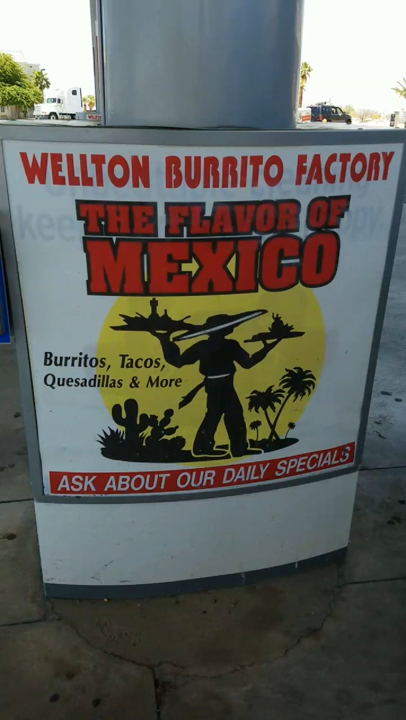 WELLTON BURRITO FACTORY
THE FLAVOR OF
MEXICO
Burritos, Tacos,
Quesadillas & More
ASK ABOUT OUR DAILY SPECIALS